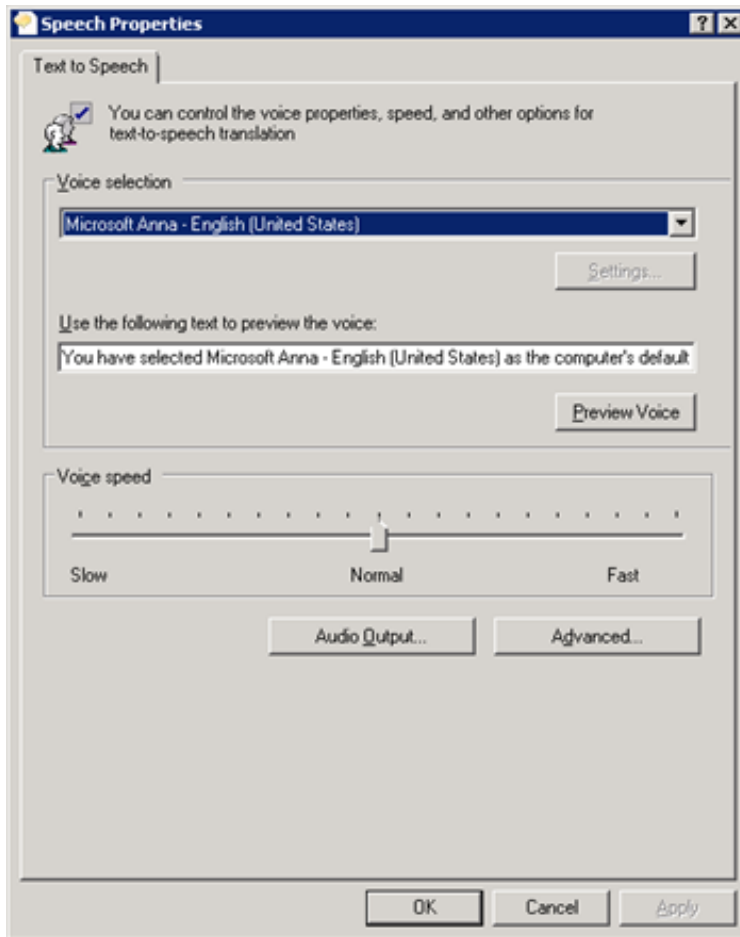 Speech Properties
Text to Speech
You can control the voice properties, speed, and other options for
text-to-speech translation
Voice selection
Microsoft Anna - English (United States)
Settings...
Use the following text to preview the voice:
You have selected Microsoft Anna - English (United States) as the computer's default
Preview Voice
Voice speed
Slow Normal Fast
Audio Output... Advanced...
OK Cancel Apply